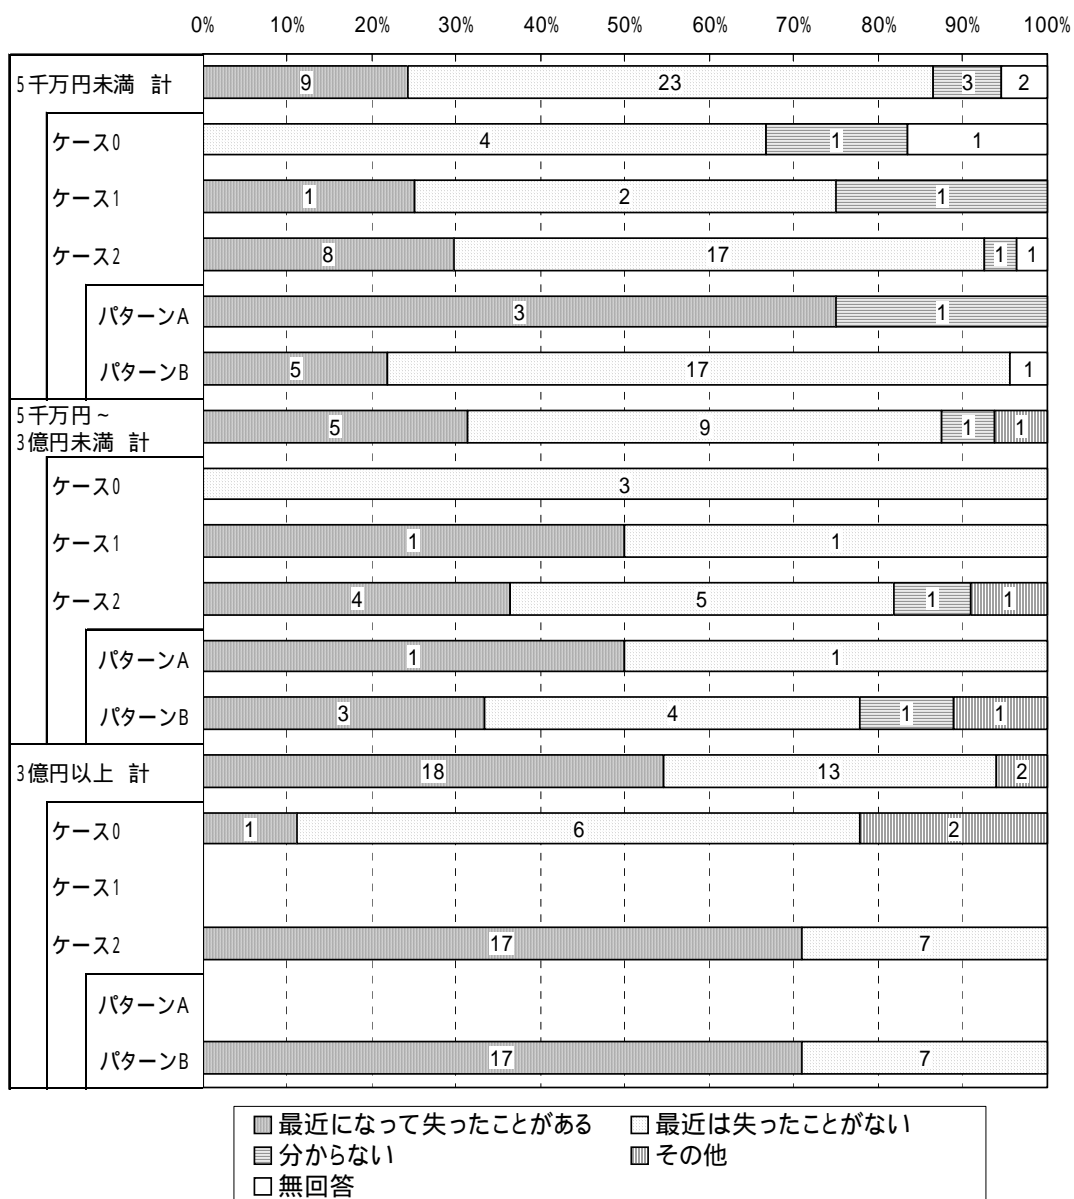 0% 10% 20% 30% 40% 50% 60% 70% 80% 90% 100%
5千万円未満 計 9 23 3 2
ケース0 4 1 1
ケース1 1 2 1
ケース2 8 17 1 1
パターンA 3 1
パターンB 5 17 1
5千万円~
3億円未満 計 5 9 1 1
ケース0 3
ケース1 1 1
ケース2 4 5 1 1
パターンA 1 1
パターンB 3 4 1 1
3億円以上 計 18 13 2
ケース0 1 6 2
ケース1
ケース2 17 7
パターンA
パターンB 17 7
最近になって失ったことがある 最近は失ったことがない
分からない その他
無回答